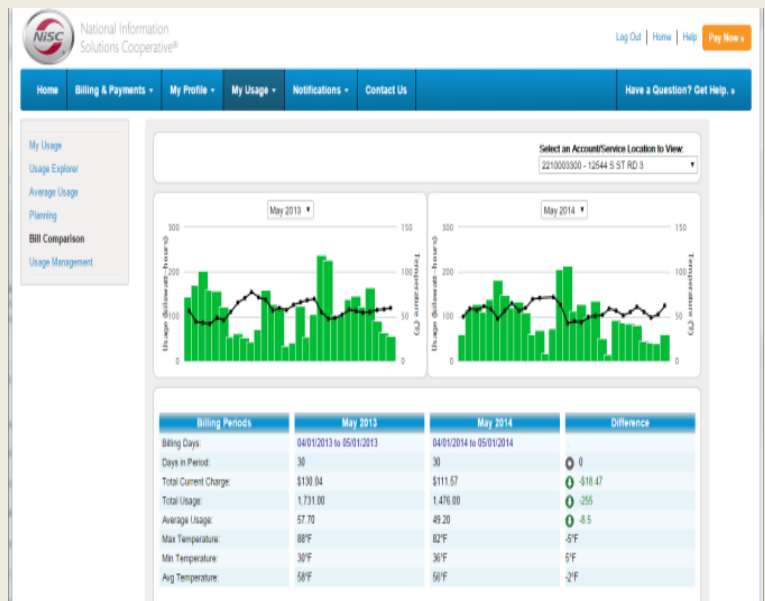 NISC
National Information
Solutions Cooperative®
Log Out | Home | Help Pay Now »
Home Billing & Payments My Profile My Usage Notifications Contact Us Have a Question? Get Help. »
My Usage
Usage Explorer
Average Usage
Planning
Bill Comparison
Usage Management
Select an Account/Service Location to View:
2210003300 - 12544 S ST RD 3
May 2013
300 150
200 100
100 50
0 0
Usage (kilowatt-hours)
Temperature (°F)
May 2014
300 150
200 100
100 50
0 0
Usage (kilowatt-hours)
Temperature (°F)
Billing Periods May 2013 May 2014 Difference
Billing Days: 04/01/2013 to 05/01/2013 04/01/2014 to 05/01/2014
Days in Period: 30 30 0
Total Current Charge: $130.04 $111.57 -$18.47
Total Usage: 1,731.00 1,476.00 -255
Average Usage: 57.70 49.20 -8.5
Max Temperature: 88°F 82°F -6°F
Min Temperature: 30°F 36°F 6°F
Avg Temperature: 58°F 56°F -2°F